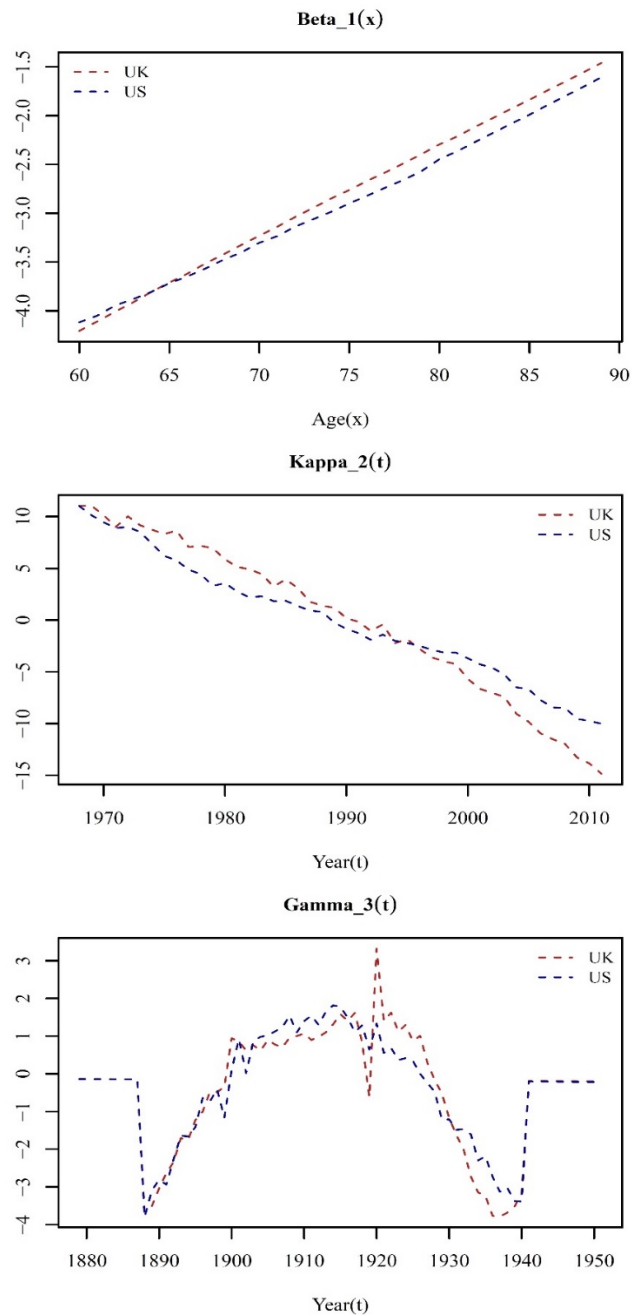 Beta_1(x)
UK
US
−1.5
−2.0
−2.5
−3.0
−3.5
−4.0
60 65 70 75 80 85 90
Age(x)
Kappa_2(t)
UK
US
10
5
0
−5
−10
−15
1970 1980 1990 2000 2010
Year(t)
Gamma_3(t)
UK
US
3
2
1
0
−1
−2
−3
−4
1880 1890 1900 1910 1920 1930 1940 1950
Year(t)